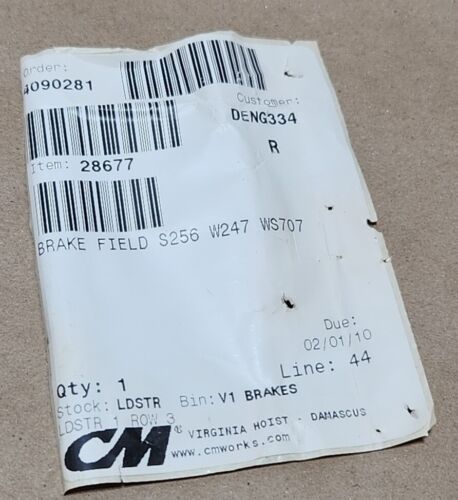 Order:
4090281
Customer:
DENG334
R
Item: 28677
BRAKE FIELD S256 W247 WS707
Due:
02/01/10
Line: 44
Qty: 1
Stock: LDSTR Bin: V1 BRAKES
LDSTR 1 ROW 3
CM® VIRGINIA HOIST - DAMASCUS
www.cmworks.com